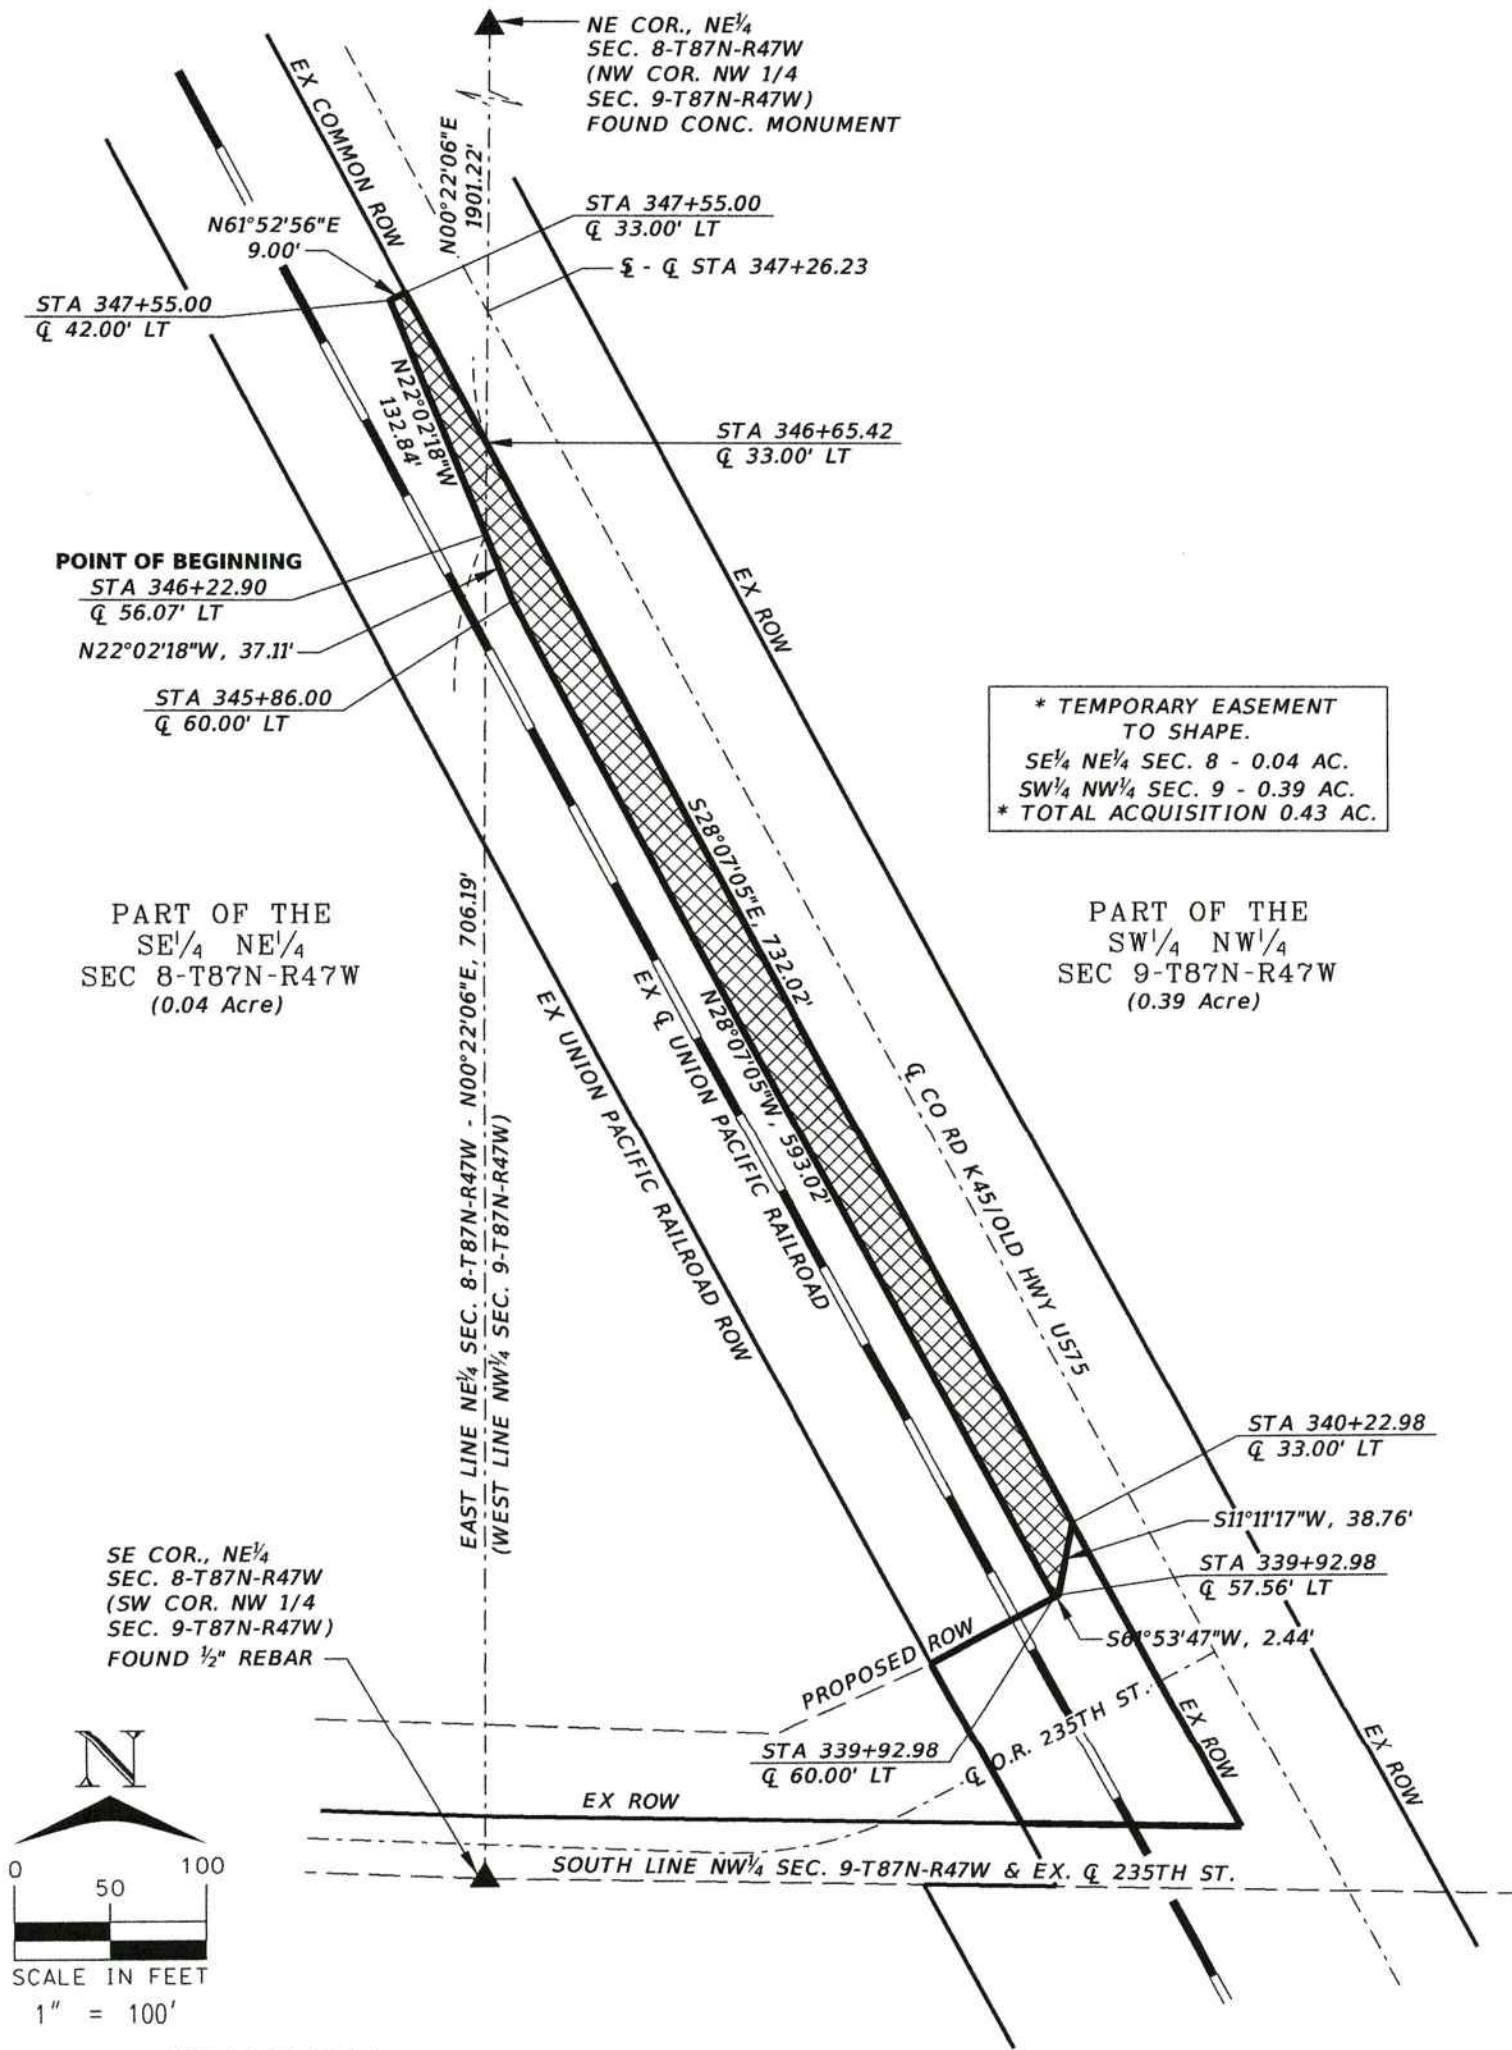 NE COR., NE¼
SEC. 8-T87N-R47W
(NW COR. NW 1/4
SEC. 9-T87N-R47W)
FOUND CONC. MONUMENT
EX COMMON ROW
N00°22'06"E
1901.22'
N61°52'56"E
9.00'
STA 347+55.00
℄ 33.00' LT
℄ STA 347+26.23
STA 347+55.00
℄ 42.00' LT
N22°02'18"W
132.84'
STA 346+65.42
℄ 33.00' LT
POINT OF BEGINNING
STA 346+22.90
℄ 56.07' LT
N22°02'18"W, 37.11'
STA 345+86.00
℄ 60.00' LT
EX ROW
* TEMPORARY EASEMENT
TO SHAPE.
SE¼ NE¼ SEC. 8 - 0.04 AC.
SW¼ NW¼ SEC. 9 - 0.39 AC.
* TOTAL ACQUISITION 0.43 AC.
PART OF THE
SE¼ NE¼
SEC 8-T87N-R47W
(0.04 Acre)
PART OF THE
SW¼ NW¼
SEC 9-T87N-R47W
(0.39 Acre)
S28°07'05"E, 732.02'
N28°07'05"W, 593.02'
EX ℄ UNION PACIFIC RAILROAD
EX UNION PACIFIC RAILROAD ROW
℄ CO RD K45/OLD HWY US75
EAST LINE NE¼ SEC. 8-T87N-R47W - N00°22'06"E, 706.19'
(WEST LINE NW¼ SEC. 9-T87N-R47W)
STA 340+22.98
℄ 33.00' LT
S11°11'17"W, 38.76'
STA 339+92.98
℄ 57.56' LT
S61°53'47"W, 2.44'
SE COR., NE¼
SEC. 8-T87N-R47W
(SW COR. NW 1/4
SEC. 9-T87N-R47W)
FOUND ½" REBAR
PROPOSED ROW
STA 339+92.98
℄ 60.00' LT
℄ O.R. 235TH ST.
EX ROW
EX ROW
EX ROW
SOUTH LINE NW¼ SEC. 9-T87N-R47W & EX. ℄ 235TH ST.
N
0 100
50
SCALE IN FEET
1" = 100'